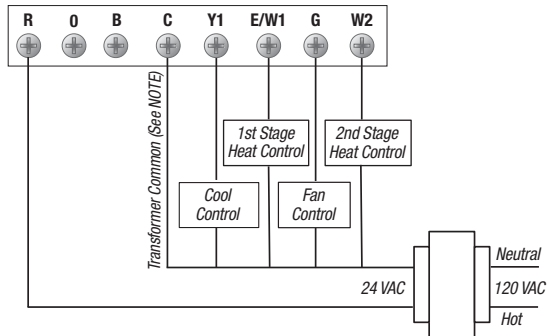 R 0 B C Y1 E/W1 G W2
Transformer Common (See NOTE)
1st Stage
Heat Control
2nd Stage
Heat Control
Cool
Control
Fan
Control
Neutral
24 VAC
120 VAC
Hot